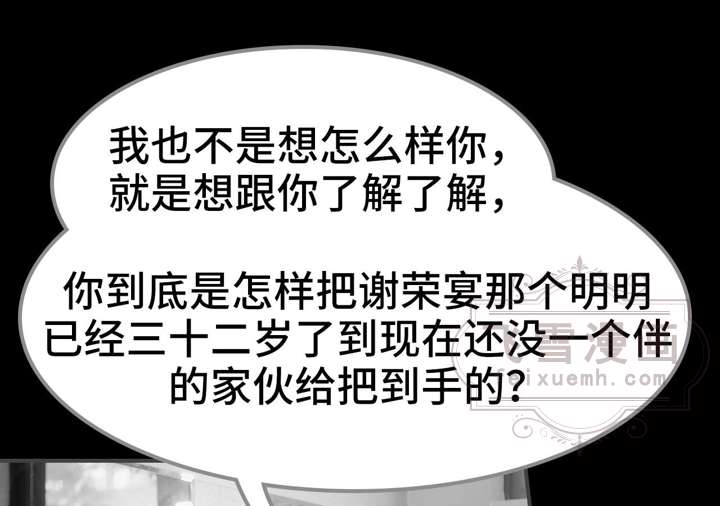 我也不是想怎么样你，
就是想跟你了解了解，
你到底是怎样把谢荣宴那个明明
已经三十二岁了到现在还没一个伴
的家伙给把到手的？
飞雪漫画
feixuemh.com